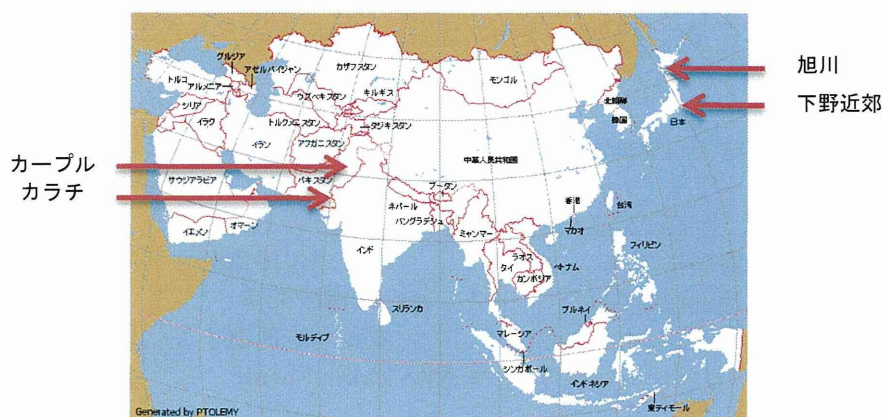 旭川
下野近郊
カープル
カラチ
グルジア
アゼルバイジャン
トルコ
アルメニア
シリア
イラク
カザフスタン
モンゴル
ウズベキスタン
キルギス
トルクメニスタン
タジキスタン
北朝鮮
韓国
日本
イラン
アフガニスタン
中華人民共和國
サウジアラビア
パキスタン
ブータン
ネパール
バングラデシュ
香港
台湾
マカオ
イエメン
オマーン
インド
ミャンマー
ラオス
タイ
ベトナム
カンボジア
フィリピン
スリランカ
モルディブ
ブルネイ
マレーシア
シンガポール
インドネシア
東ティモール
Generated by PTOLEMY